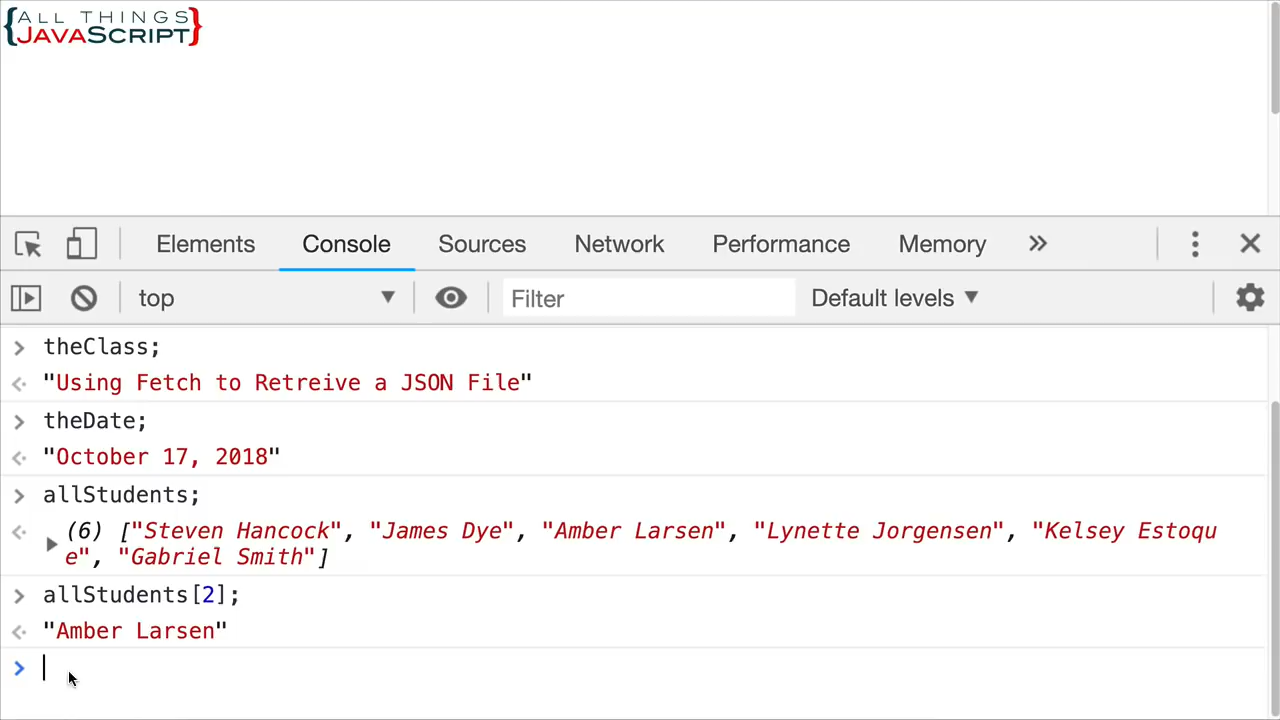 {ALL THINGS
JAVASCRIPT}
Elements Console Sources Network Performance Memory »
top Filter Default levels
> theClass;
"Using Fetch to Retreive a JSON File"
> theDate;
"October 17, 2018"
> allStudents;
(6) ["Steven Hancock", "James Dye", "Amber Larsen", "Lynette Jorgensen", "Kelsey Estoqu
e", "Gabriel Smith"]
> allStudents[2];
"Amber Larsen"
>